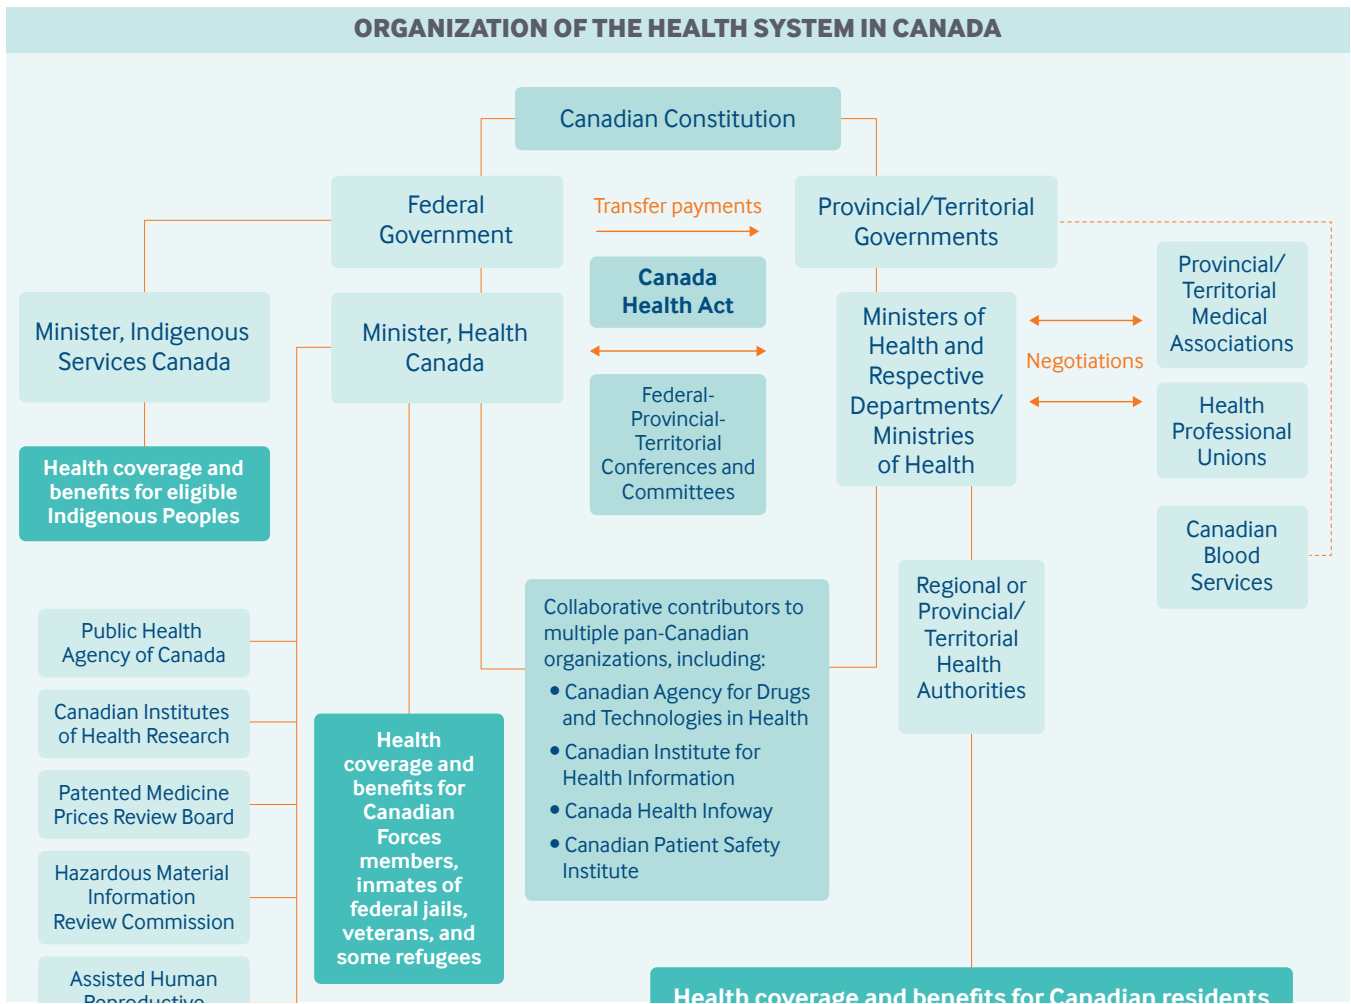 ORGANIZATION OF THE HEALTH SYSTEM IN CANADA
Canadian Constitution
Federal
Government
Transfer payments
Provincial/Territorial
Governments
Canada
Health Act
Provincial/
Territorial
Medical
Associations
Minister, Indigenous
Services Canada
Minister, Health
Canada
Ministers of
Health and
Respective
Departments/
Ministries
of Health
Negotiations
Federal-
Provincial-
Territorial
Conferences and
Committees
Health
Professional
Unions
Health coverage and
benefits for eligible
Indigenous Peoples
Canadian
Blood
Services
Regional or
Provincial/
Territorial
Health
Authorities
Collaborative contributors to
multiple pan-Canadian
organizations, including:
• Canadian Agency for Drugs
and Technologies in Health
• Canadian Institute for
Health Information
• Canada Health Infoway
• Canadian Patient Safety
Institute
Public Health
Agency of Canada
Canadian Institutes
of Health Research
Patented Medicine
Prices Review Board
Hazardous Material
Information
Review Commission
Assisted Human
Reproductive
Health
coverage and
benefits for
Canadian
Forces
members,
inmates of
federal jails,
veterans, and
some refugees
Health coverage and benefits for Canadian residents